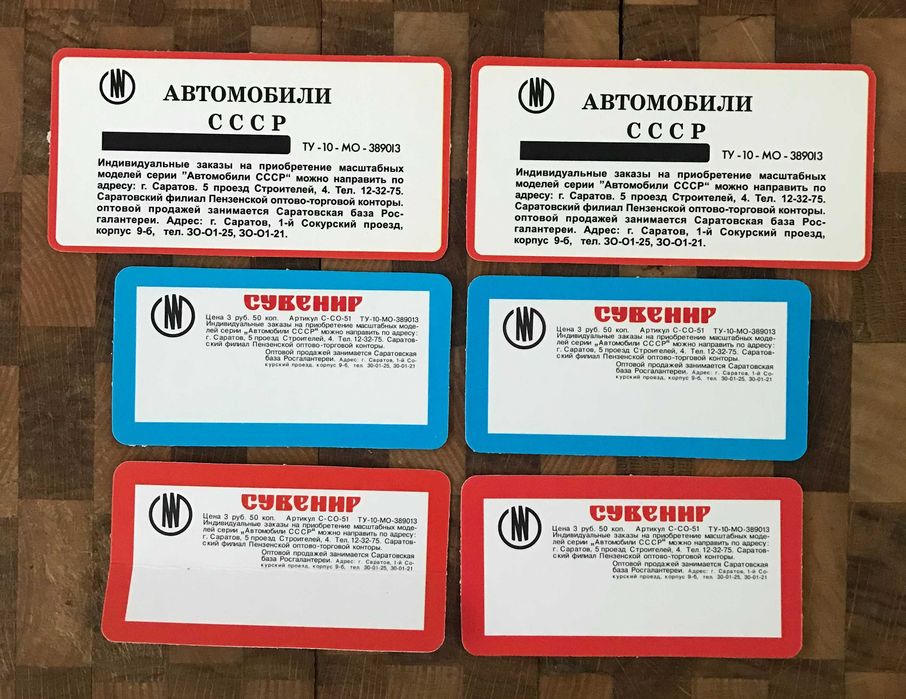 АВТОМОБИЛИ
СССР
ТУ-10-МО-389013
Индивидуальные заказы на приобретение масштабных
моделей серии "Автомобили СССР" можно направить по
адресу: г. Саратов. 5 проезд Строителей, 4. Тел. 12-32-75.
Саратовский филиал Пензенской оптово-торговой конторы.
оптовой продажей занимается Саратовская база Рос-
галантереи. Адрес: г. Саратов, 1-й Сокурский проезд,
корпус 9-б, тел. 30-01-25, 30-01-21.
АВТОМОБИЛИ
СССР
ТУ-10-МО-389013
Индивидуальные заказы на приобретение масштабных
моделей серии "Автомобили СССР" можно направить по
адресу: г. Саратов. 5 проезд Строителей, 4. Тел. 12-32-75.
Саратовский филиал Пензенской оптово-торговой конторы.
оптовой продажей занимается Саратовская база Рос-
галантереи. Адрес: г. Саратов, 1-й Сокурский проезд,
корпус 9-б, тел. 30-01-25, 30-01-21.
СУВЕНИР
Цена 3 руб. 50 коп. Артикул С-СО-51 ТУ-10-МО-389013
Индивидуальные заказы на приобретение масштабных моде-
лей серии „Автомобили СССР" можно направить по адресу:
г. Саратов, 5 проезд Строителей, 4. Тел. 12-32-75. Саратов-
ский филиал Пензенской оптово-торговой конторы.
Оптовой продажей занимается Саратовская
база Росгалантереи. Адрес: г. Саратов, 1-й Со-
курский проезд, корпус 9-б, тел. 30-01-25, 30-01-21
СУВЕНИР
Цена 3 руб. 50 коп. Артикул С-СО-51 ТУ-10-МО-389013
Индивидуальные заказы на приобретение масштабных моде-
лей серии „Автомобили СССР" можно направить по адресу:
г. Саратов, 5 проезд Строителей, 4. Тел. 12-32-75. Саратов-
ский филиал Пензенской оптово-торговой конторы.
Оптовой продажей занимается Саратовская
база Росгалантереи. Адрес: г. Саратов, 1-й Со-
курский проезд, корпус 9-б, тел. 30-01-25, 30-01-21
СУВЕНИР
Цена 3 руб. 50 коп. Артикул С-СО-51 ТУ-10-МО-389013
Индивидуальные заказы на приобретение масштабных моде-
лей серии „Автомобили СССР" можно направить по адресу:
г. Саратов, 5 проезд Строителей, 4. Тел. 12-32-75. Саратов-
ский филиал Пензенской оптово-торговой конторы.
Оптовой продажей занимается Саратовская
база Росгалантереи. Адрес: г. Саратов, 1-й Со-
курский проезд, корпус 9-б, тел. 30-01-25, 30-01-21
СУВЕНИР
Цена 3 руб. 50 коп. Артикул С-СО-51 ТУ-10-МО-389013
Индивидуальные заказы на приобретение масштабных моде-
лей серии „Автомобили СССР" можно направить по адресу:
г. Саратов, 5 проезд Строителей, 4. Тел. 12-32-75. Саратов-
ский филиал Пензенской оптово-торговой конторы.
Оптовой продажей занимается Саратовская
база Росгалантереи. Адрес: г. Саратов, 1-й Со-
курский проезд, корпус 9-б, тел. 30-01-25, 30-01-21